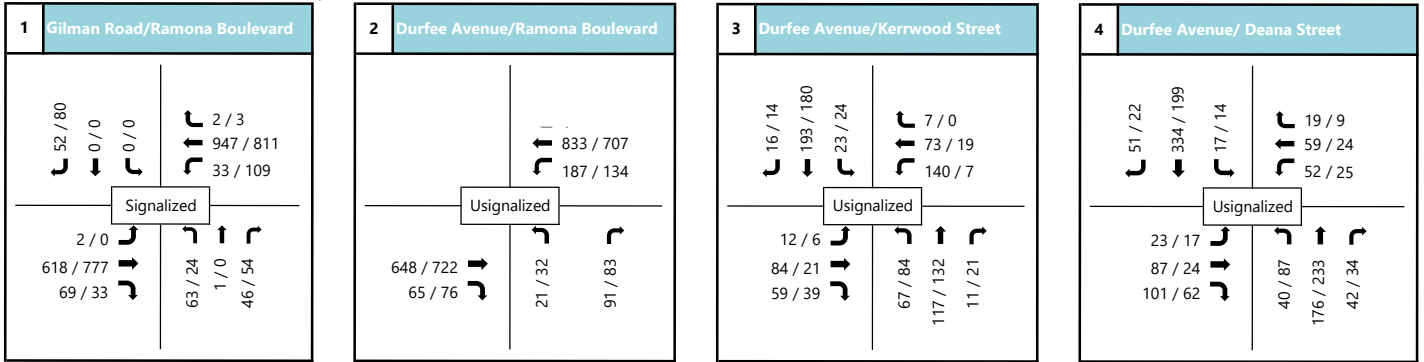 1 Gilman Road/Ramona Boulevard
52 / 80
0 / 0
0 / 0
2 / 3
947 / 811
33 / 109
Signalized
2 / 0
618 / 777
69 / 33
63 / 24
1 / 0
46 / 54
2 Durfee Avenue/Ramona Boulevard
833 / 707
187 / 134
Usignalized
648 / 722
65 / 76
21 / 32
91 / 83
3 Durfee Avenue/Kerrwood Street
16 / 14
193 / 180
23 / 24
7 / 0
73 / 19
140 / 7
Usignalized
12 / 6
84 / 21
59 / 39
67 / 84
117 / 132
11 / 21
4 Durfee Avenue/ Deana Street
51 / 22
334 / 199
17 / 14
19 / 9
59 / 24
52 / 25
Usignalized
23 / 17
87 / 24
101 / 62
40 / 87
176 / 233
42 / 34